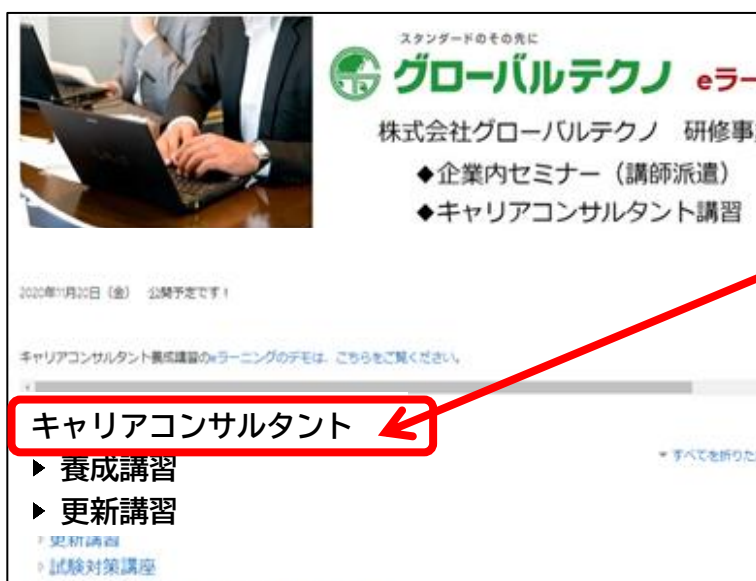 スタンダードのその先に
グローバルテクノ eラー
株式会社グローバルテクノ 研修事
◆企業内セミナー（講師派遣）
◆キャリアコンサルタント講習
2020年11月20日（金） 公開予定です！
キャリアコンサルタント養成講習のeラーニングのデモは、こちらをご覧ください。
キャリアコンサルタント
すべてを折りた
養成講習
更新講習
更新講習
試験対策講座